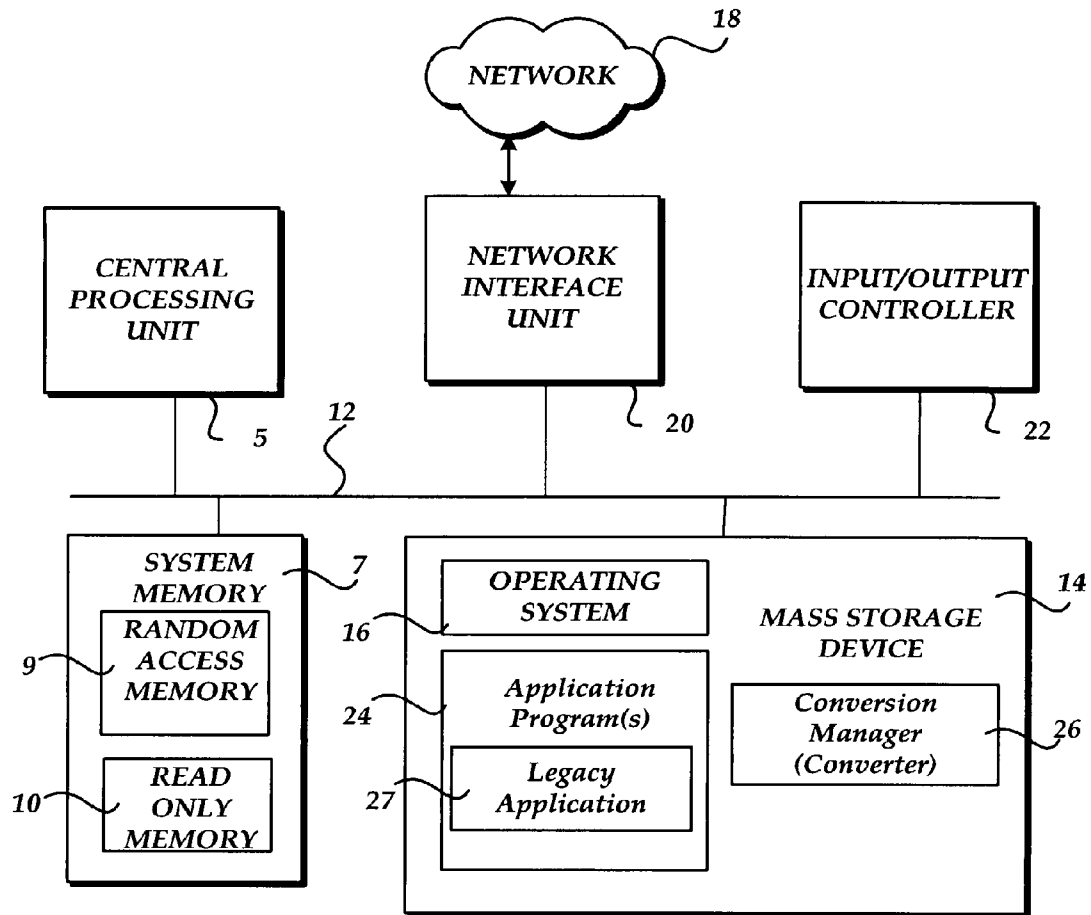 18
NETWORK
CENTRAL
PROCESSING
UNIT
NETWORK
INTERFACE
UNIT
INPUT/OUTPUT
CONTROLLER
5
12
20
22
SYSTEM
MEMORY
7
RANDOM
ACCESS
MEMORY
9
READ
ONLY
MEMORY
10
OPERATING
SYSTEM
16
MASS STORAGE
DEVICE
14
Application
Program(s)
24
Legacy
Application
27
Conversion
Manager
(Converter)
26